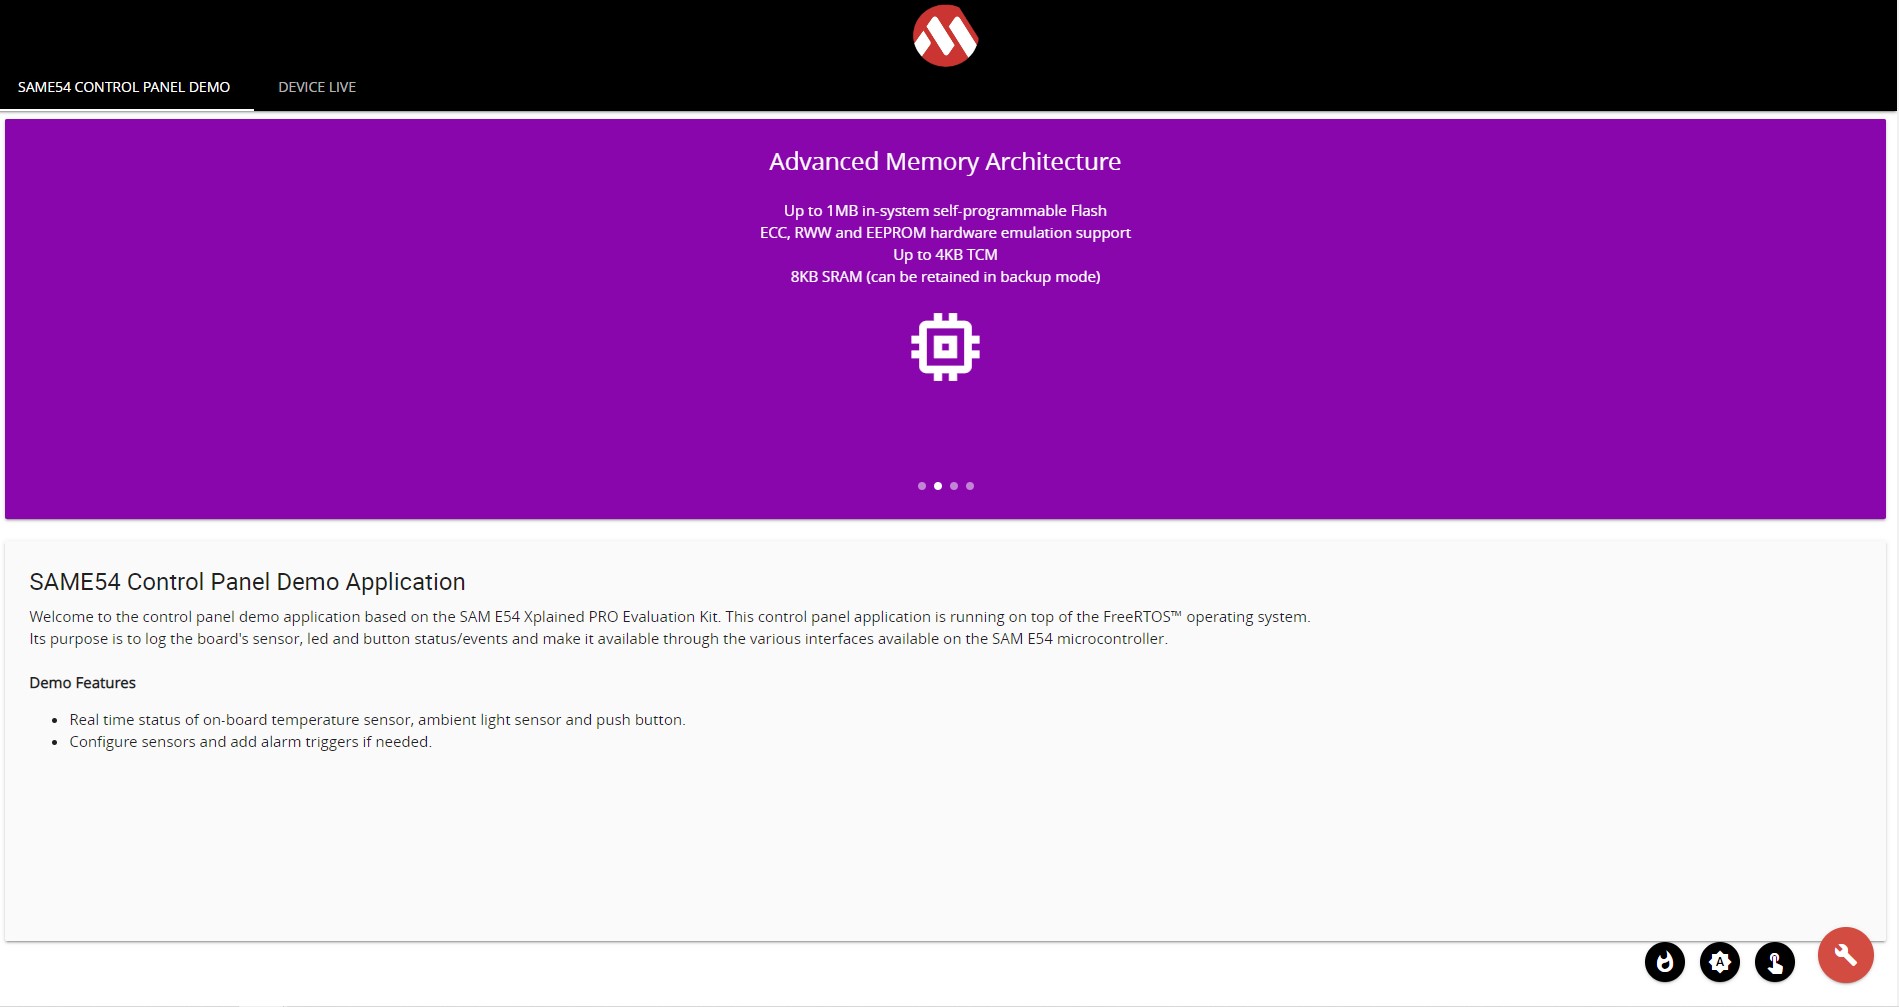 SAME54 CONTROL PANEL DEMO
DEVICE LIVE
Advanced Memory Architecture
Up to 1MB in-system self-programmable Flash
ECC, RWW and EEPROM hardware emulation support
Up to 4KB TCM
8KB SRAM (can be retained in backup mode)
SAME54 Control Panel Demo Application
Welcome to the control panel demo application based on the SAM E54 Xplained PRO Evaluation Kit. This control panel application is running on top of the FreeRTOS™ operating system.
Its purpose is to log the board's sensor, led and button status/events and make it available through the various interfaces available on the SAM E54 microcontroller.
Demo Features
• Real time status of on-board temperature sensor, ambient light sensor and push button.
• Configure sensors and add alarm triggers if needed.
A